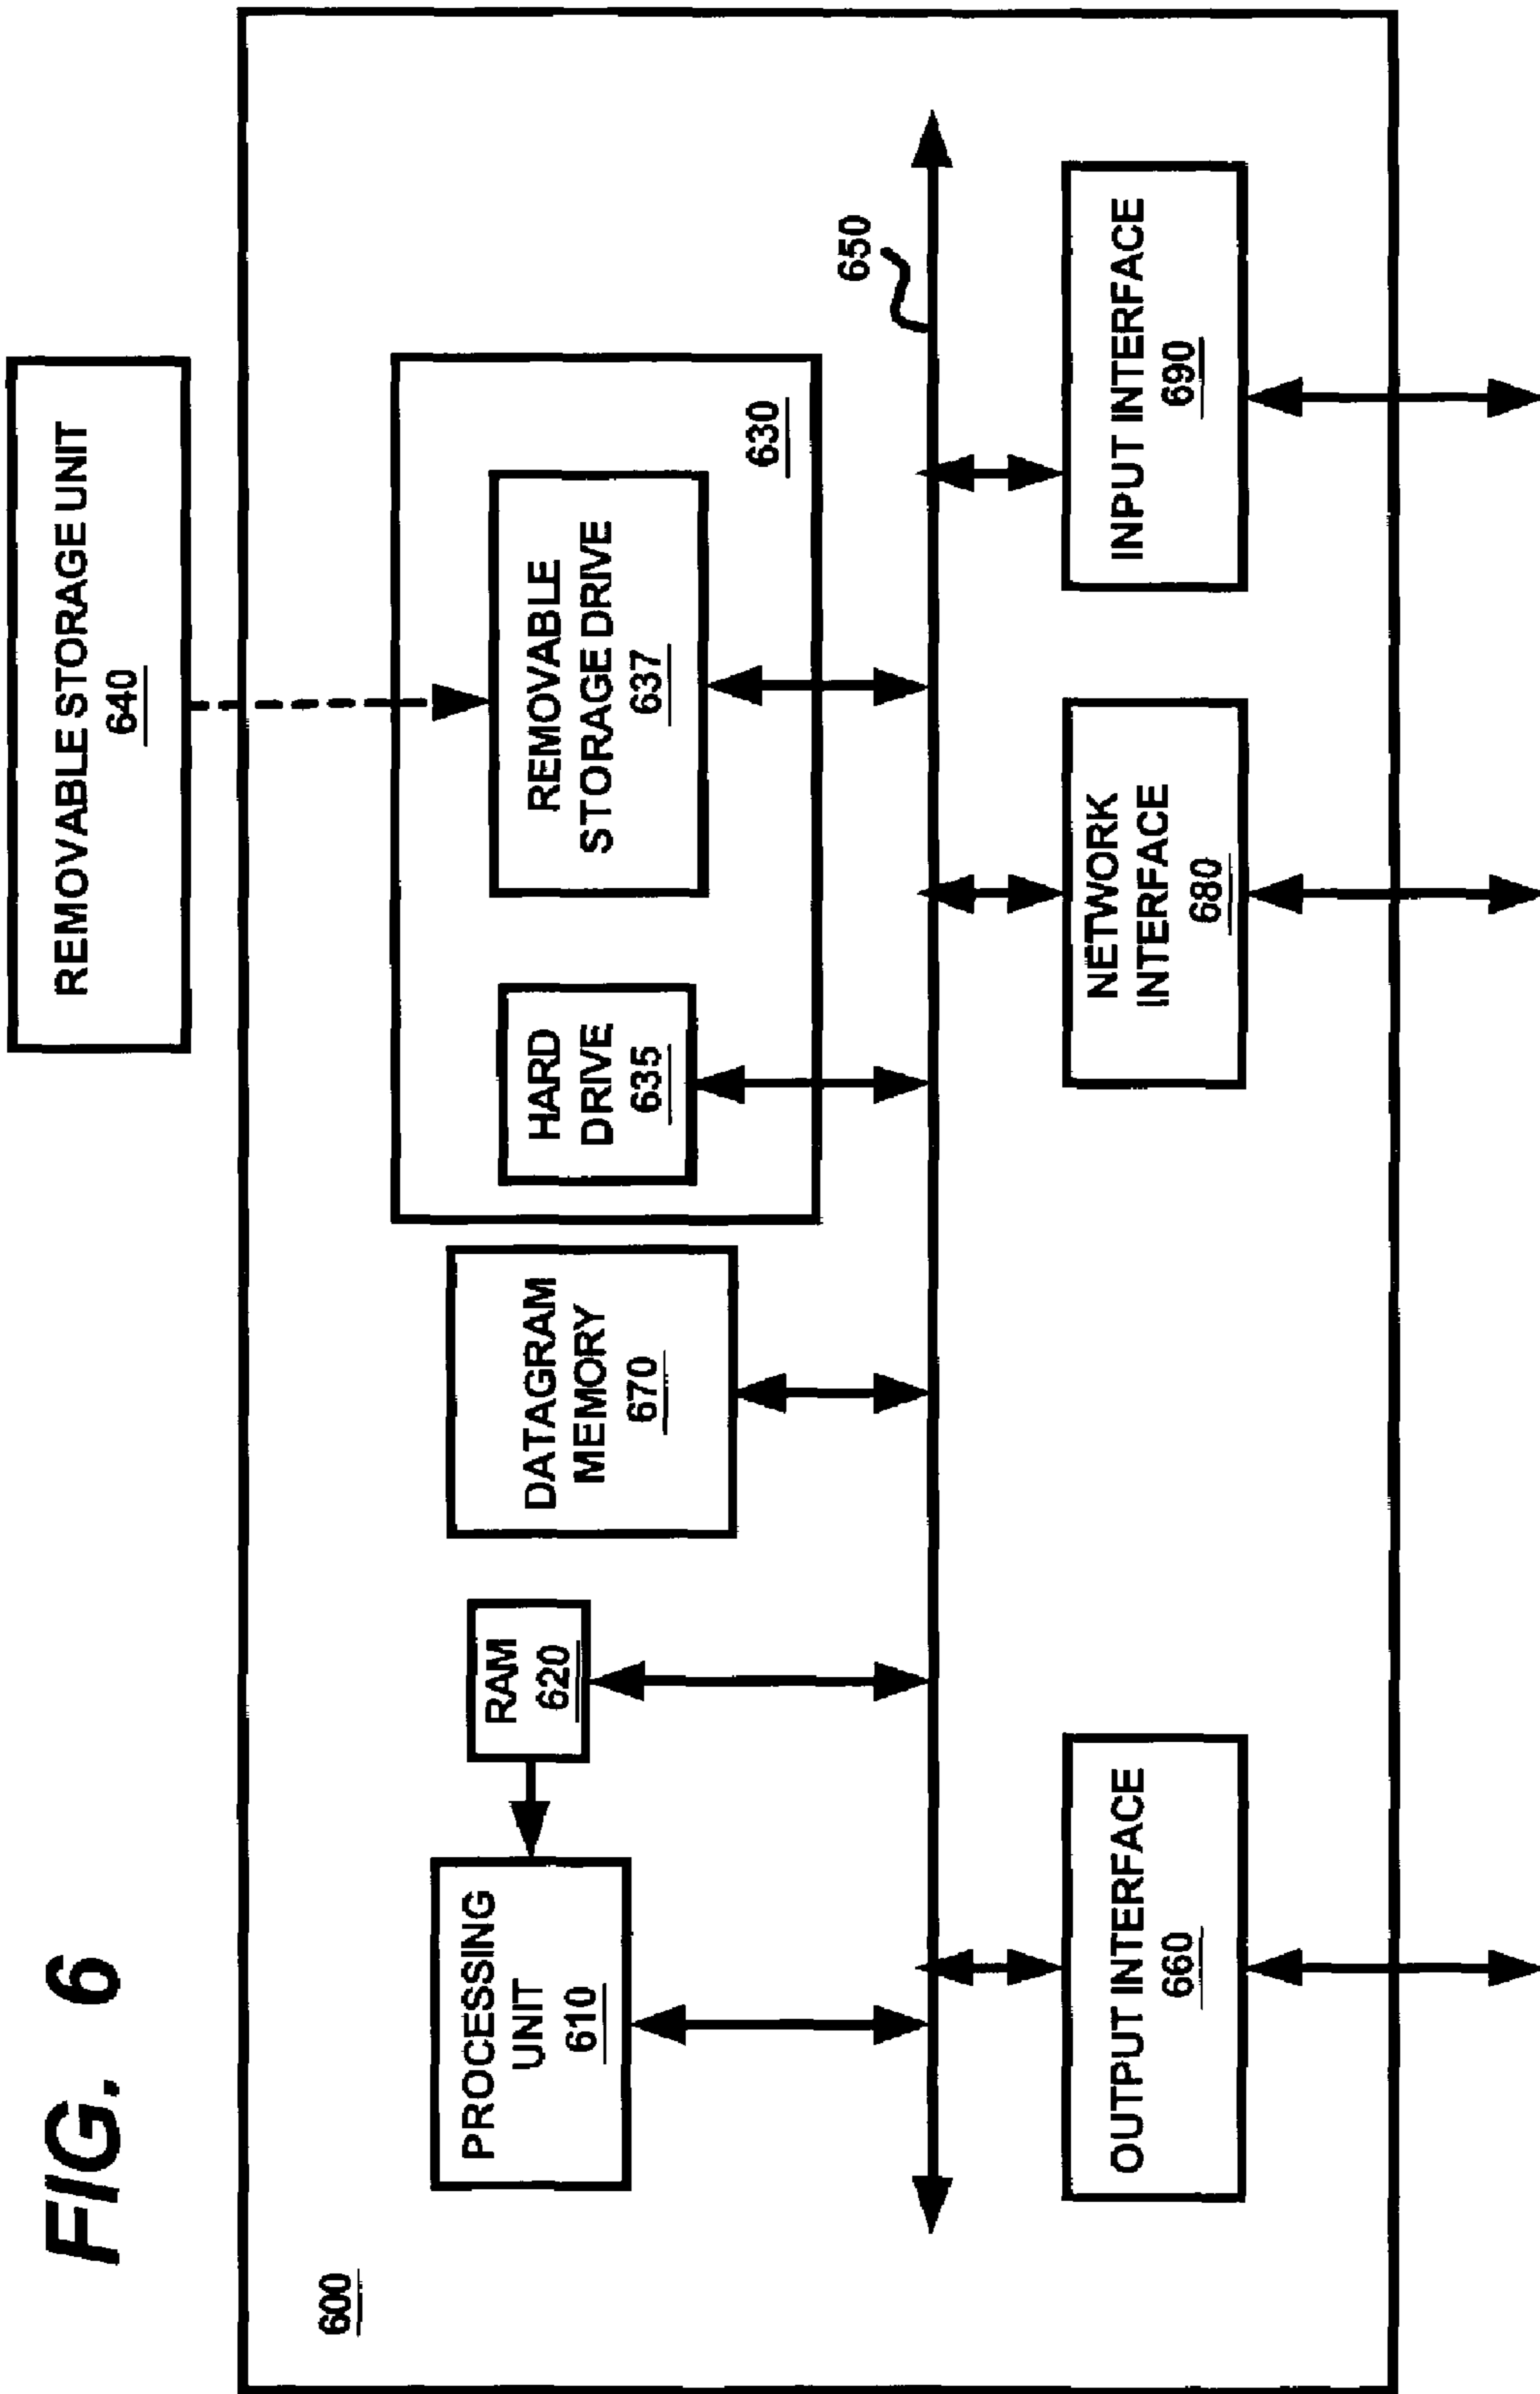 FIG. 6
REMOVABLE STORAGE UNIT
640
600
PROCESSING
UNIT
610
RAM
620
DATAGRAM
MEMORY
670
HARD
DRIVE
635
REMOVABLE
STORAGE DRIVE
637
630
650
OUTPUT INTERFACE
660
NETWORK
INTERFACE
680
INPUT INTERFACE
690